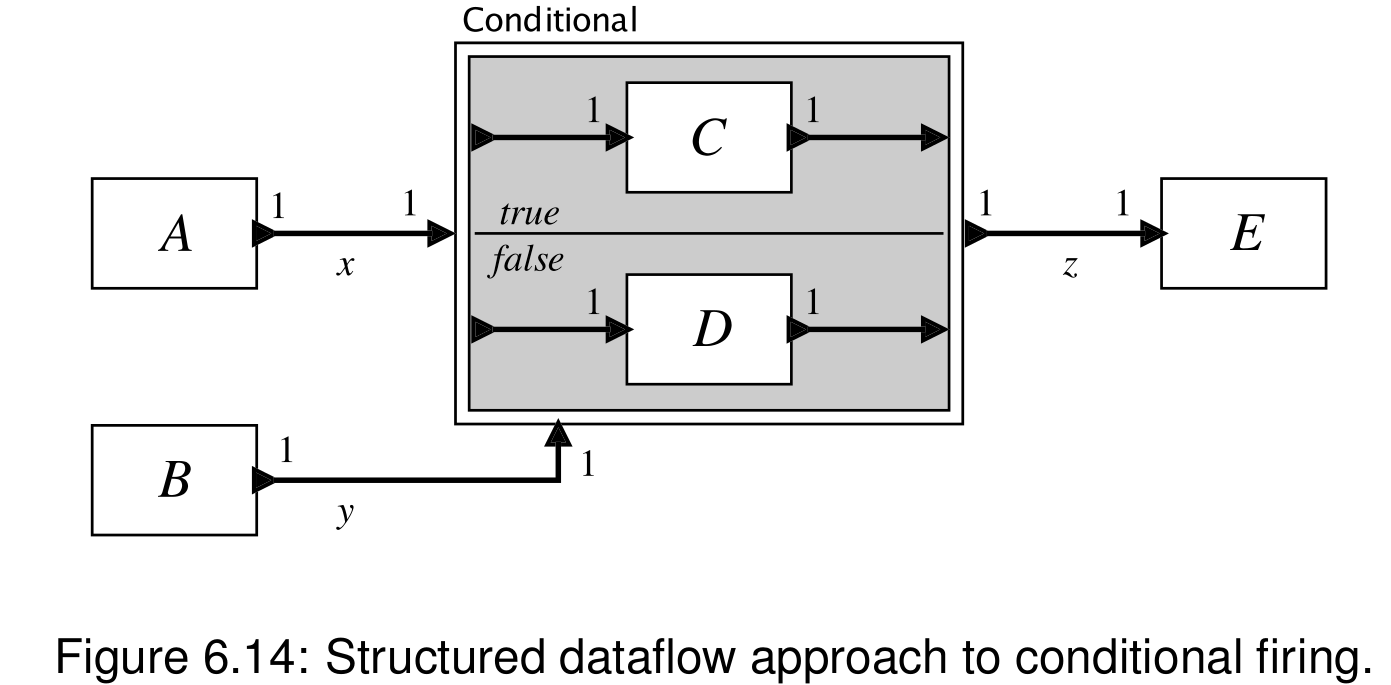 Conditional
1 C 1
A 1 1 true 1 1 E
x false z
1 D 1
B 1 1
y
Figure 6.14: Structured dataflow approach to conditional firing.